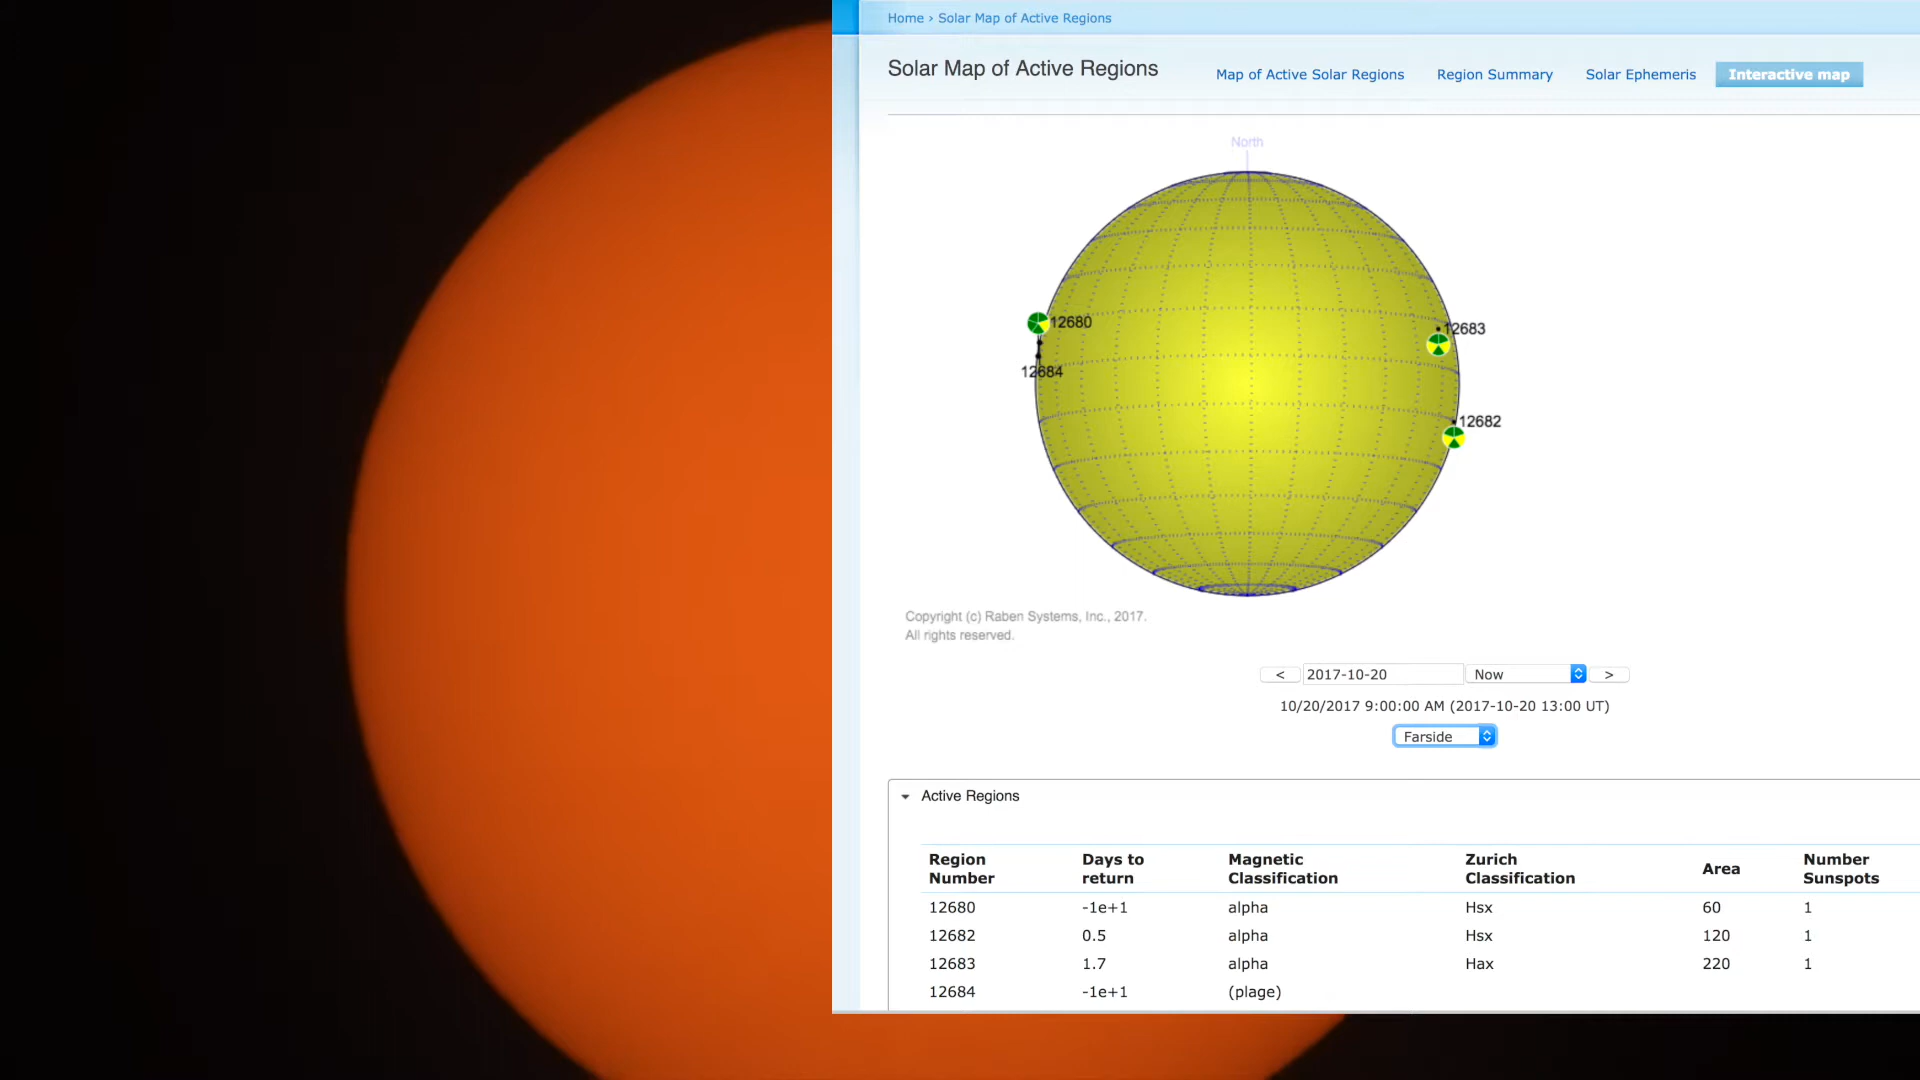 Home › Solar Map of Active Regions
Solar Map of Active Regions
Map of Active Solar Regions
Region Summary
Solar Ephemeris
Interactive map
North
12680
12683
12684
12682
Copyright (c) Raben Systems, Inc., 2017.
All rights reserved.
< 2017-10-20 Now >
10/20/2017 9:00:00 AM (2017-10-20 13:00 UT)
Farside
Active Regions
Region Number Days to return Magnetic Classification Zurich Classification Area Number Sunspots
12680 -1e+1 alpha Hsx 60 1
12682 0.5 alpha Hsx 120 1
12683 1.7 alpha Hax 220 1
12684 -1e+1 (plage)